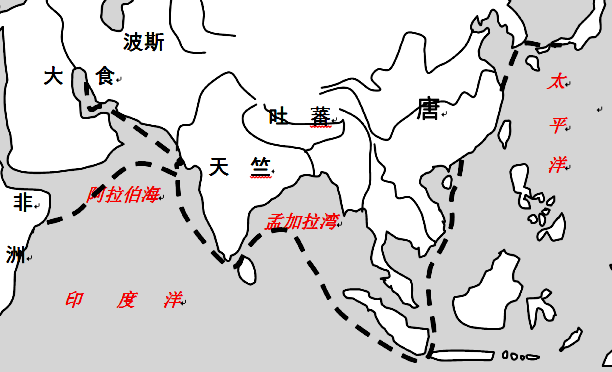 波斯
大 食
太
平
洋
吐 蕃
唐
天 竺
阿拉伯海
非
洲
孟加拉湾
印 度 洋